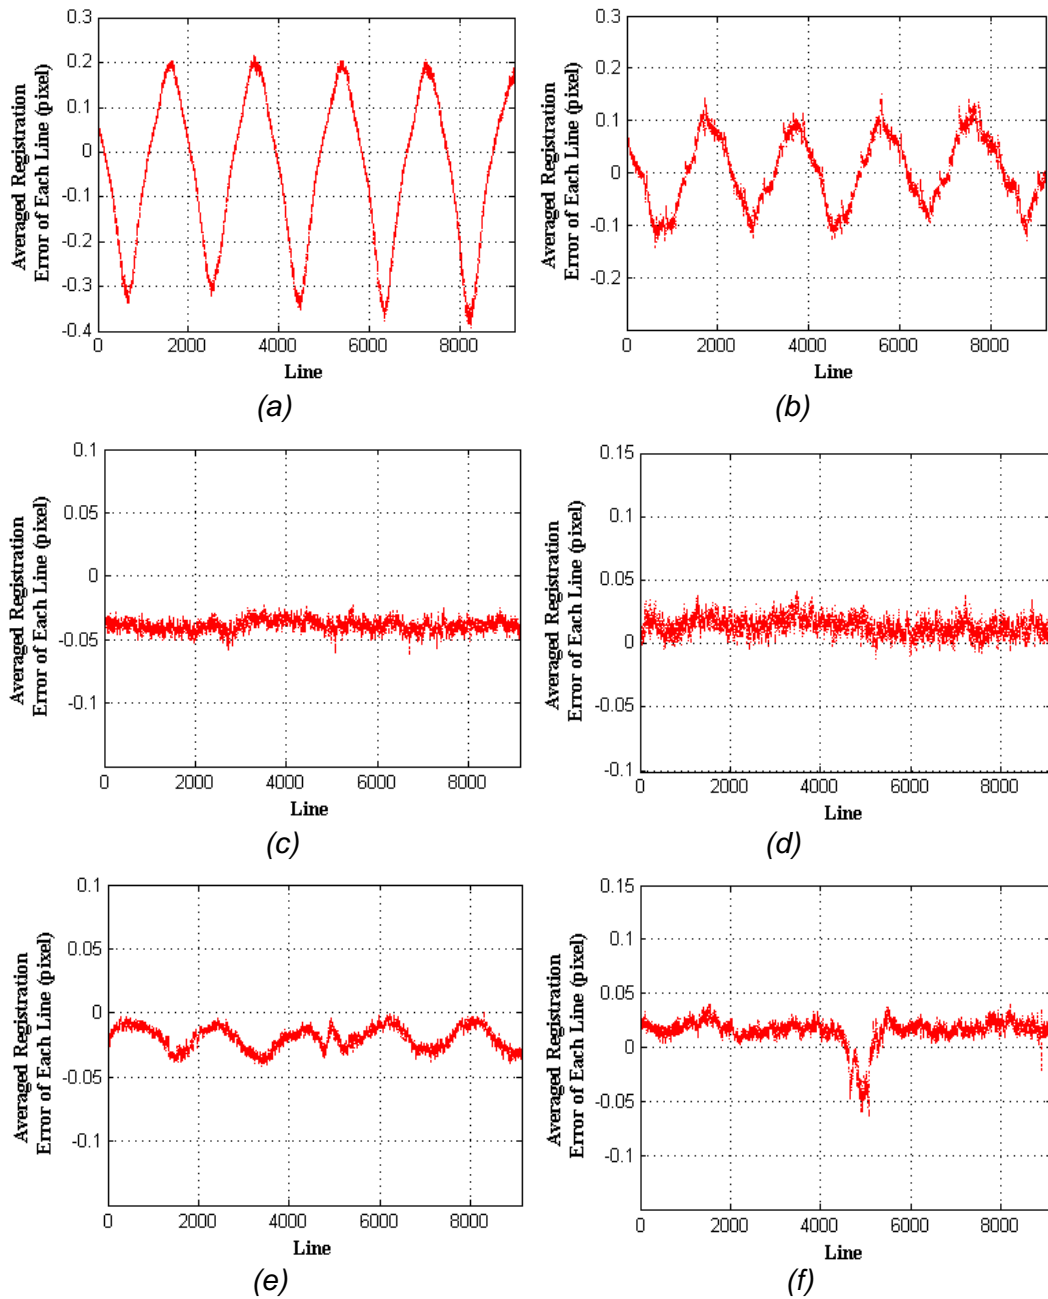 0.3
0.2
0.1
0
-0.1
-0.2
-0.3
-0.4
0 2000 4000 6000 8000
Averaged Registration
Error of Each Line (pixel)
Line
(a)
0.3
0.2
0.1
0
-0.1
-0.2
0 2000 4000 6000 8000
Averaged Registration
Error of Each Line (pixel)
Line
(b)
0.1
0.05
0
-0.05
-0.1
0 2000 4000 6000 8000
Averaged Registration
Error of Each Line (pixel)
Line
(c)
0.15
0.1
0.05
0
-0.05
-0.1
0 2000 4000 6000 8000
Averaged Registration
Error of Each Line (pixel)
Line
(d)
0.1
0.05
0
-0.05
-0.1
0 2000 4000 6000 8000
Averaged Registration
Error of Each Line (pixel)
Line
(e)
0.15
0.1
0.05
0
-0.05
-0.1
0 2000 4000 6000 8000
Averaged Registration
Error of Each Line (pixel)
Line
(f)